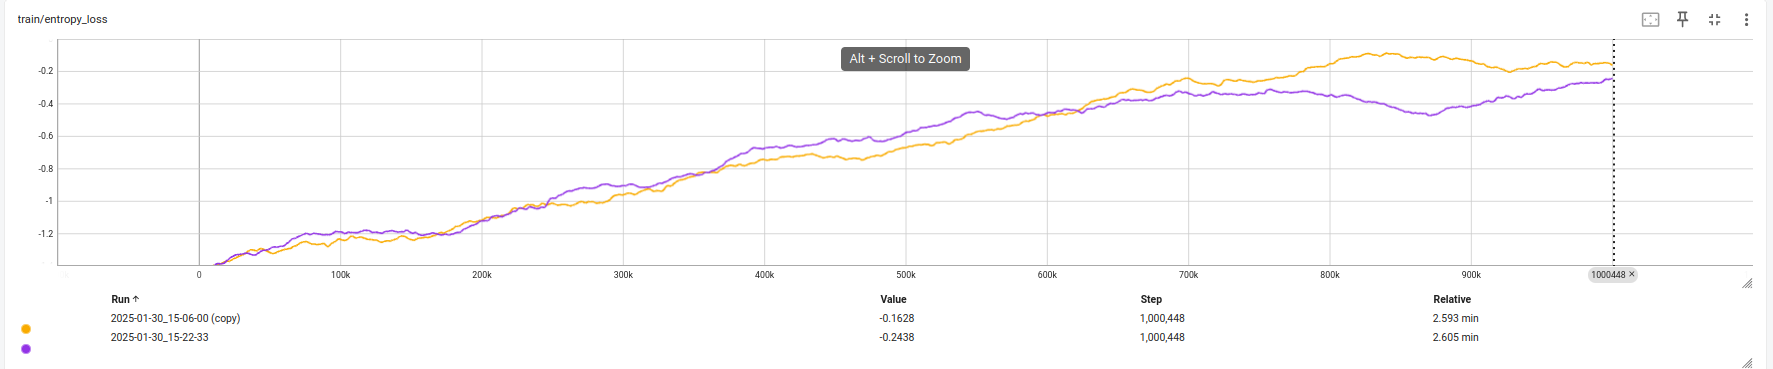 train/entropy_loss
Alt + Scroll to Zoom
-0.2
-0.4
-0.6
-0.8
-1
-1.2
0 100k 200k 300k 400k 500k 600k 700k 800k 900k 1000448 ×
Run ↑ Value Step Relative
2025-01-30_15-06-00 (copy) -0.1628 1,000,448 2.593 min
2025-01-30_15-22-33 -0.2438 1,000,448 2.605 min